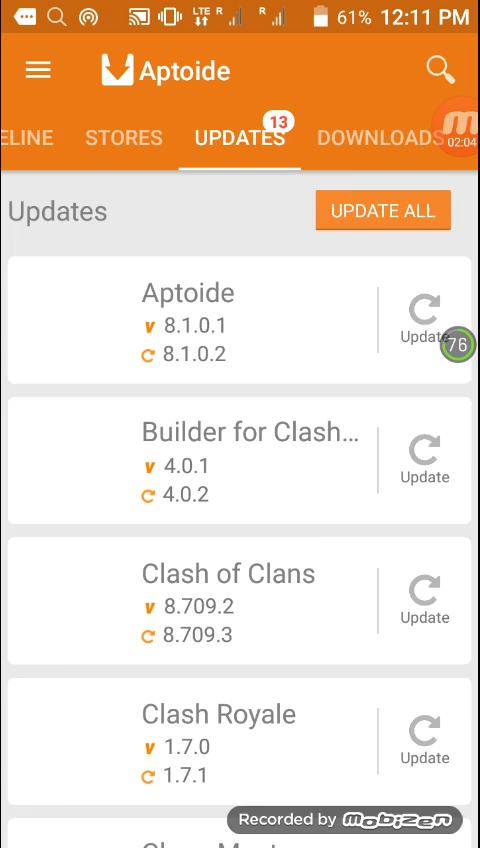 LTE R R 61% 12:11 PM
Aptoide
ELINE STORES UPDATES 13 DOWNLOADS
02:04
Updates UPDATE ALL
Aptoide
v 8.1.0.1
8.1.0.2
Update
76
Builder for Clash...
v 4.0.1
4.0.2
Update
Clash of Clans
v 8.709.2
8.709.3
Update
Clash Royale
v 1.7.0
1.7.1
Update
Recorded by mobizen